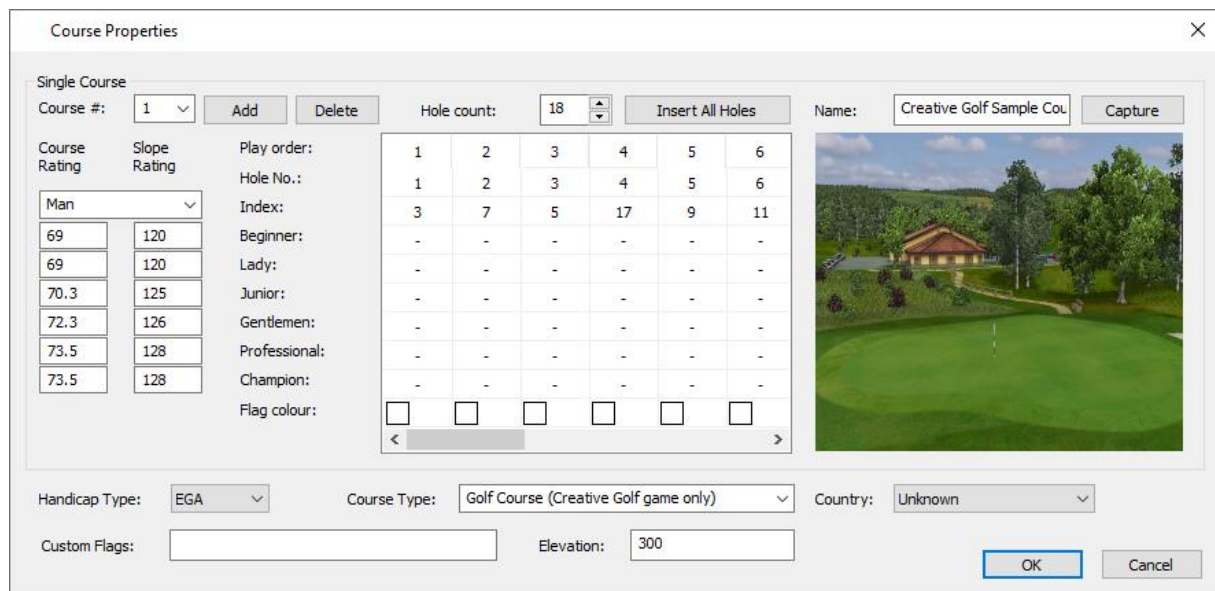 Course Properties
Single Course
Course #: 1 Add Delete Hole count: 18 Insert All Holes Name: Creative Golf Sample Cou Capture
Course Rating Slope Rating
Play order: 1 2 3 4 5 6
Hole No.: 1 2 3 4 5 6
Man Index: 3 7 5 17 9 11
69 120 Beginner: - - - - - -
69 120 Lady: - - - - - -
70.3 125 Junior: - - - - - -
72.3 126 Gentlemen: - - - - - -
73.5 128 Professional: - - - - - -
73.5 128 Champion: - - - - - -
Flag colour:
Handicap Type: EGA Course Type: Golf Course (Creative Golf game only) Country: Unknown
Custom Flags: Elevation: 300
OK Cancel